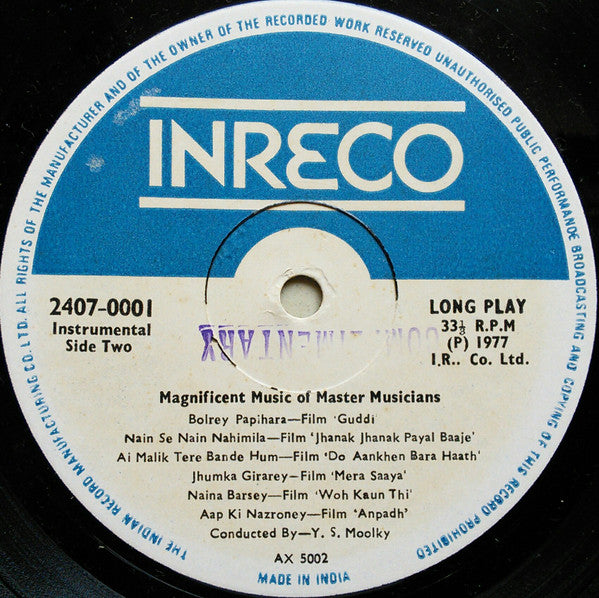 THE INDIAN RECORD MANUFACTURING CO. LTD. ALL RIGHTS OF THE MANUFACTURER AND OF THE OWNER OF THE RECORDED WORK RESERVED UNAUTHORISED PUBLIC PERFORMANCE BROADCASTING AND COPYING OF THIS RECORD PROHIBITED
INRECO
2407-0001
Instrumental
Side Two
LONG PLAY
33⅓ R.P.M
(P) 1977
I.R.. Co. Ltd.
COMPLIMENTARY
Magnificent Music of Master Musicians
Bolrey Papihara—Film 'Guddi'
Nain Se Nain Nahimila—Film 'Jhanak Jhanak Payal Baaje'
Ai Malik Tere Bande Hum—Film 'Do Aankhen Bara Haath'
Jhumka Girarey—Film 'Mera Saaya'
Naina Barsey—Film 'Woh Kaun Thi'
Aap Ki Nazroney—Film 'Anpadh'
Conducted By—Y. S. Moolky
AX 5002
MADE IN INDIA